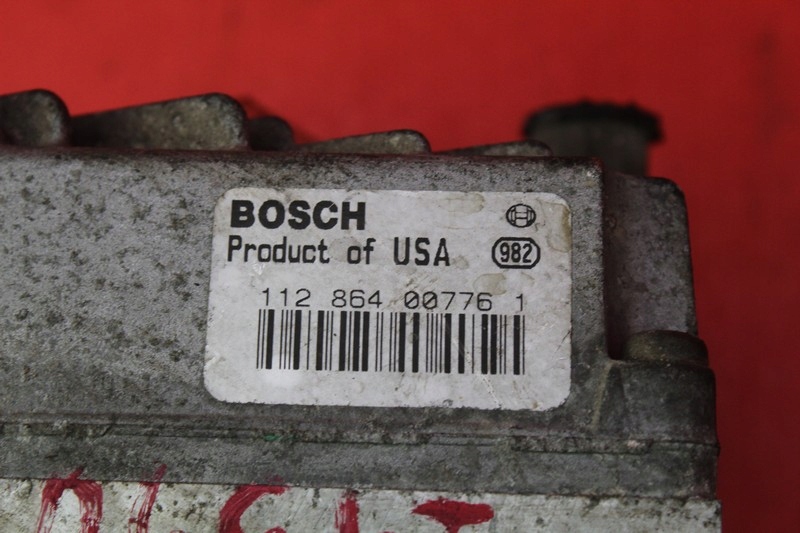 BOSCH
Product of USA 982
112 864 00776 1